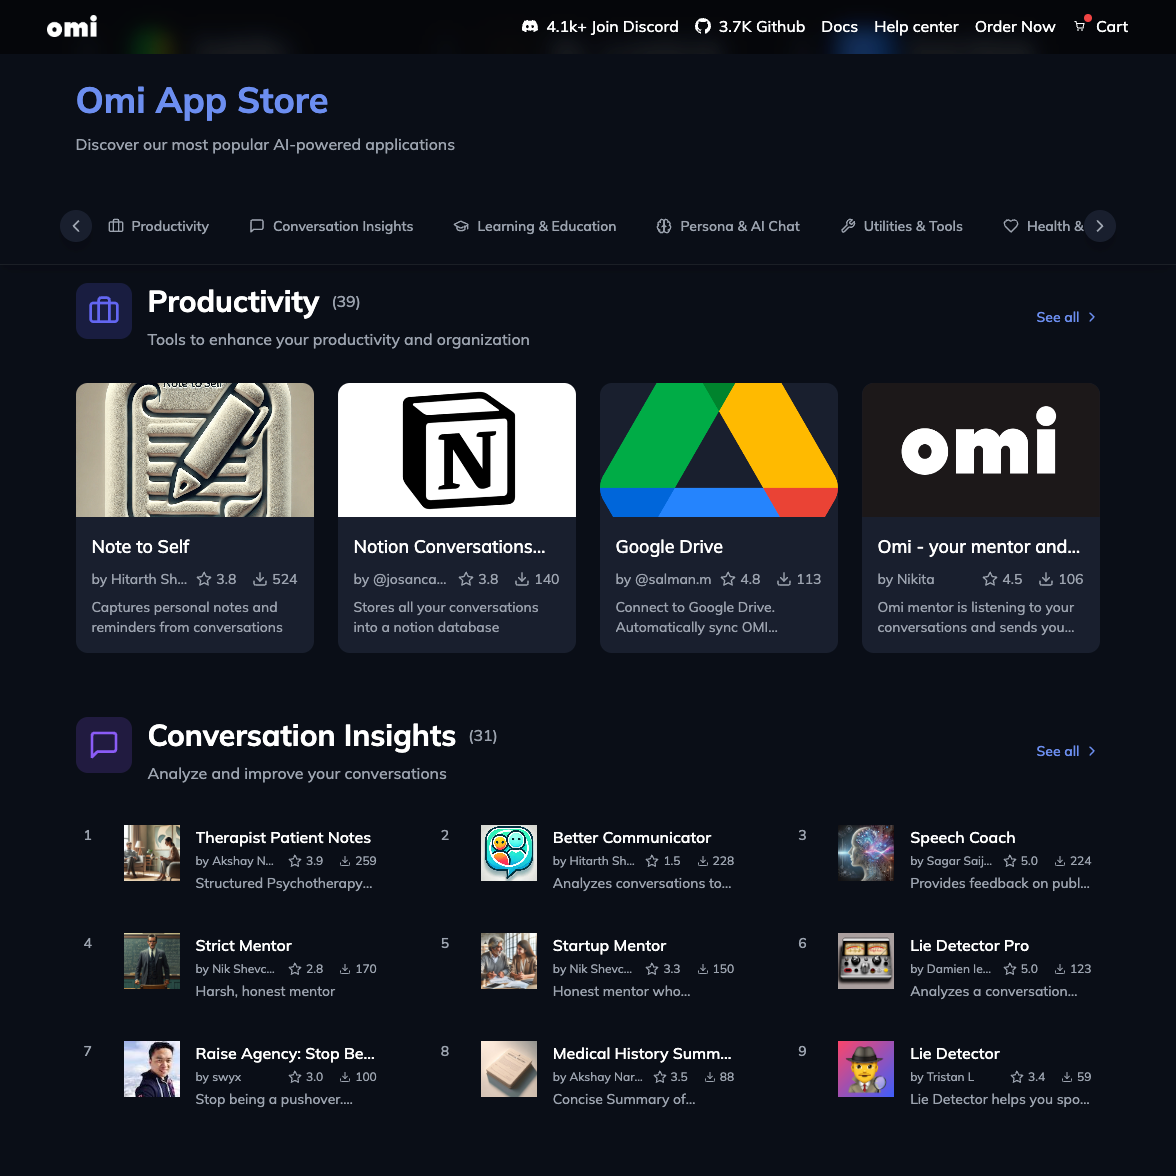 omi
4.1k+ Join Discord
3.7K Github
Docs
Help center
Order Now
Cart
Omi App Store
Discover our most popular AI-powered applications
Productivity
Conversation Insights
Learning & Education
Persona & AI Chat
Utilities & Tools
Health &
Productivity (39)
Tools to enhance your productivity and organization
See all
Note to Self
N
omi
Note to Self
by Hitarth Sh... 3.8 524
Captures personal notes and
reminders from conversations
Notion Conversations...
by @josanca... 3.8 140
Stores all your conversations
into a notion database
Google Drive
by @salman.m 4.8 113
Connect to Google Drive.
Automatically sync OMI...
Omi - your mentor and...
by Nikita 4.5 106
Omi mentor is listening to your
conversations and sends you...
Conversation Insights (31)
Analyze and improve your conversations
See all
1
Therapist Patient Notes
by Akshay N... 3.9 259
Structured Psychotherapy...
2
Better Communicator
by Hitarth Sh... 1.5 228
Analyzes conversations to...
3
Speech Coach
by Sagar Saij... 5.0 224
Provides feedback on publ...
4
Strict Mentor
by Nik Shevc... 2.8 170
Harsh, honest mentor
5
Startup Mentor
by Nik Shevc... 3.3 150
Honest mentor who...
6
Lie Detector Pro
by Damien le... 5.0 123
Analyzes a conversation...
7
Raise Agency: Stop Be...
by swyx 3.0 100
Stop being a pushover....
8
Medical History Summ...
by Akshay Nar... 3.5 88
Concise Summary of...
9
Lie Detector
by Tristan L 3.4 59
Lie Detector helps you spo...